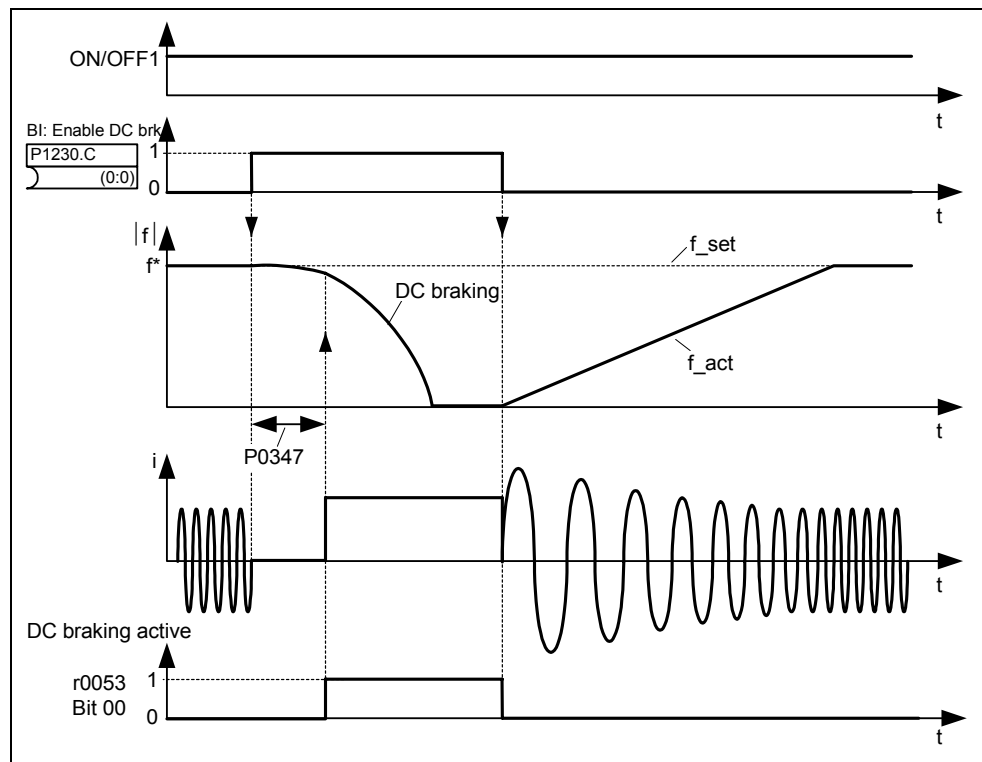 ON/OFF1
t
BI: Enable DC brk
P1230.C
(0:0)
1
0
t
|f|
f*
f_set
DC braking
f_act
t
P0347
i
t
DC braking active
r0053
Bit 00
1
0
t